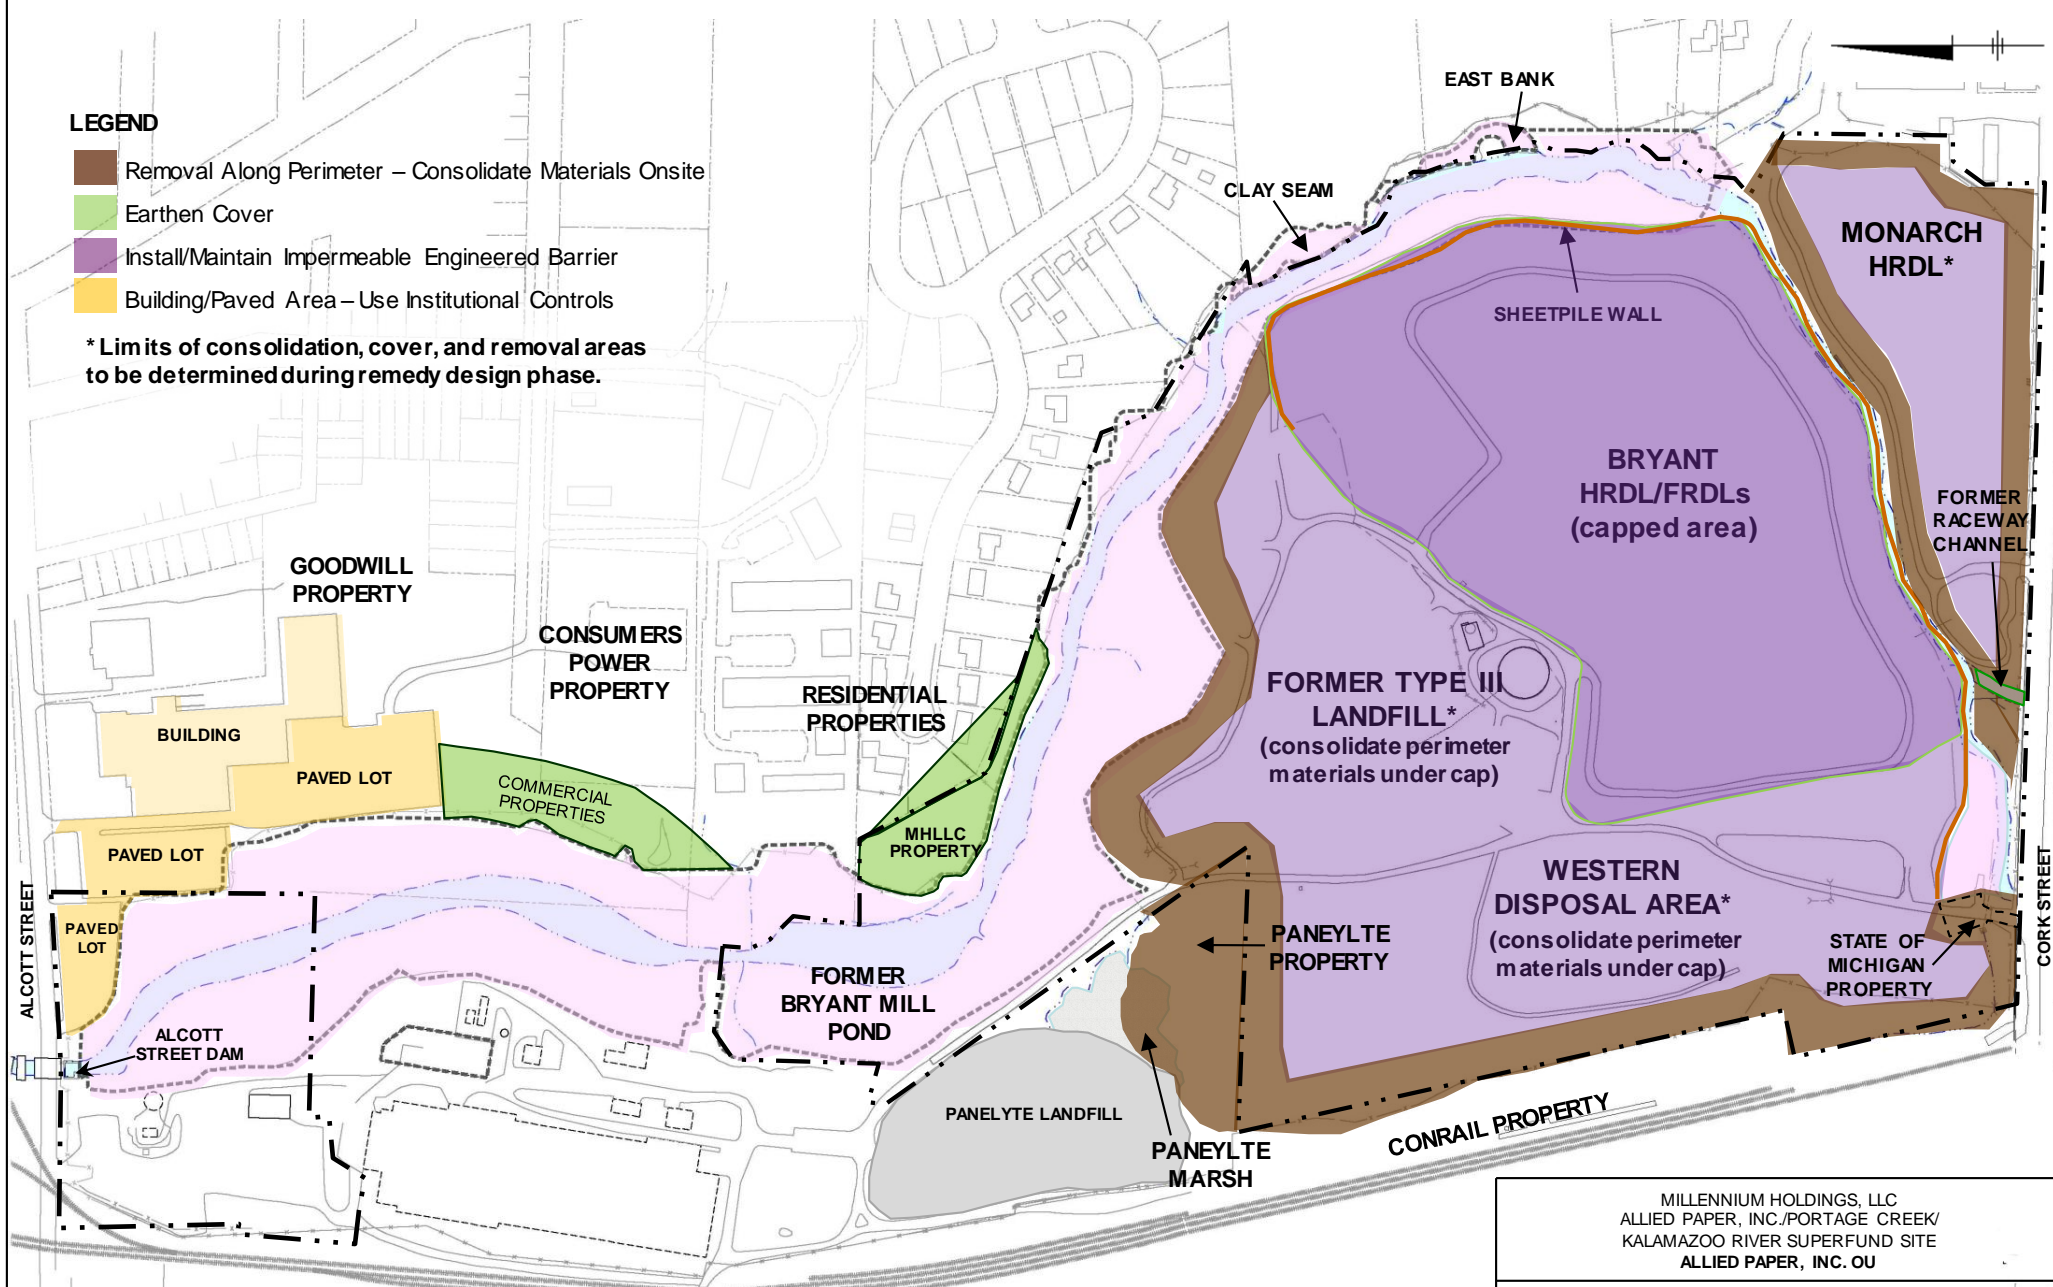 LEGEND
Removal Along Perimeter – Consolidate Materials Onsite
Earthen Cover
Install/Maintain Impermeable Engineered Barrier
Building/Paved Area – Use Institutional Controls
* Limits of consolidation, cover, and removal areas
to be determined during remedy design phase.
EAST BANK
CLAY SEAM
MONARCH
HRDL*
SHEETPILE WALL
BRYANT
HRDL/FRDLs
(capped area)
FORMER
RACEWAY
CHANNEL
GOODWILL
PROPERTY
CONSUMERS
POWER
PROPERTY
RESIDENTIAL
PROPERTIES
FORMER TYPE III
LANDFILL*
(consolidate perimeter
materials under cap)
BUILDING
PAVED LOT
COMMERCIAL
PROPERTIES
MHLLC
PROPERTY
PAVED LOT
PAVED
LOT
ALCOTT STREET
WESTERN
DISPOSAL AREA*
(consolidate perimeter
materials under cap)
PANEYLTE
PROPERTY
STATE OF
MICHIGAN
PROPERTY
CORK STREET
FORMER
BRYANT MILL
POND
ALCOTT
STREET DAM
PANELYTE LANDFILL
PANEYLTE
MARSH
CONRAIL PROPERTY
MILLENNIUM HOLDINGS, LLC
ALLIED PAPER, INC./PORTAGE CREEK/
KALAMAZOO RIVER SUPERFUND SITE
ALLIED PAPER, INC. OU